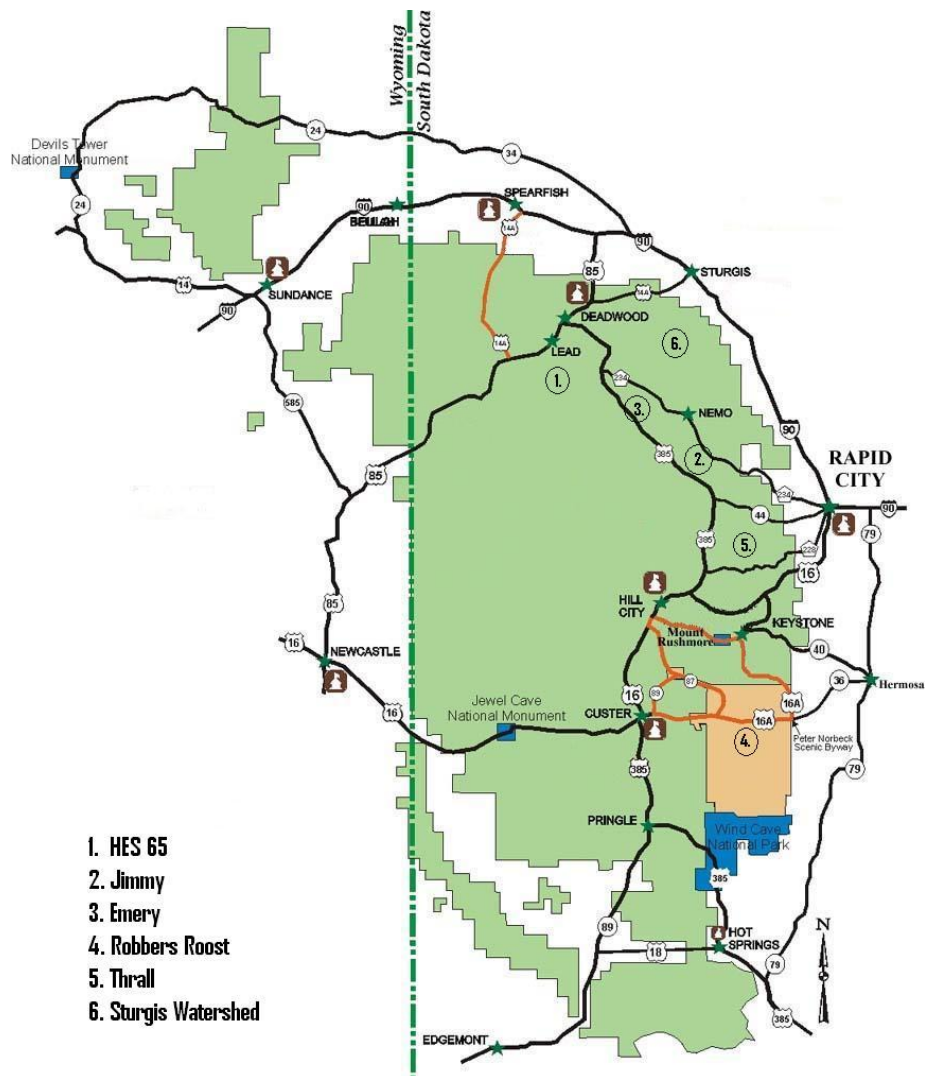 Wyoming
South Dakota
24
34
Devils Tower
National Monument
24
90
BEULAH
SPEARFISH
14A
90
85
STURGIS
14
90
SUNDANCE
14A
DEADWOOD
14A
LEAD
6.
1.
234
3.
NEMO
585
90
85
385
2.
RAPID
CITY
234
44
90
79
385
5.
228
16
85
HILL
CITY
KEYSTONE
16
Mount
Rushmore
NEWCASTLE
40
87
36
Hermosa
89
16
16A
16
Jewel Cave
National Monument
CUSTER
16A
4.
Peter Norbeck
Scenic Byway
385
79
PRINGLE
Wind Cave
National Park
385
1. HES 65
2. Jimmy
3. Emery
4. Robbers Roost
5. Thrall
6. Sturgis Watershed
89
HOT
SPRINGS
18
N
79
385
EDGEMONT